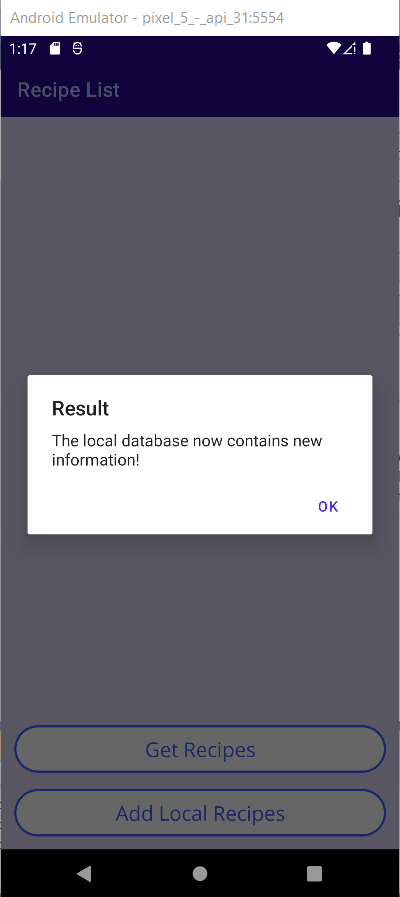 Android Emulator - pixel_5_-_api_31:5554
1:17
Recipe List
Result
The local database now contains new
information!
OK
Get Recipes
Add Local Recipes